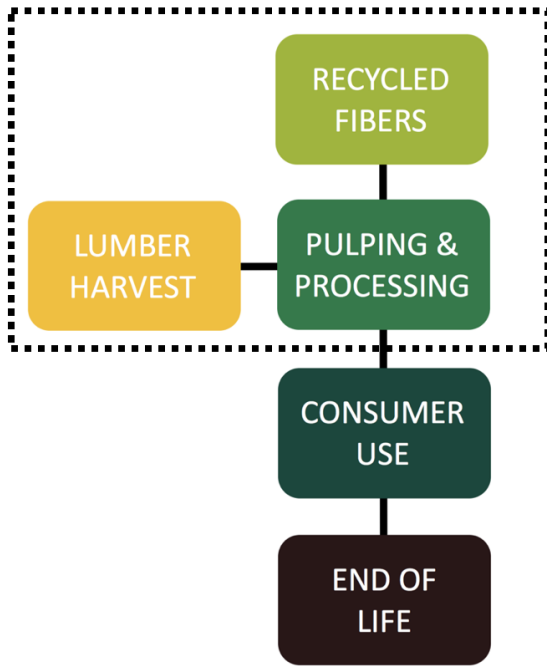 RECYCLED
FIBERS
LUMBER
HARVEST
PULPING &
PROCESSING
CONSUMER
USE
END OF
LIFE